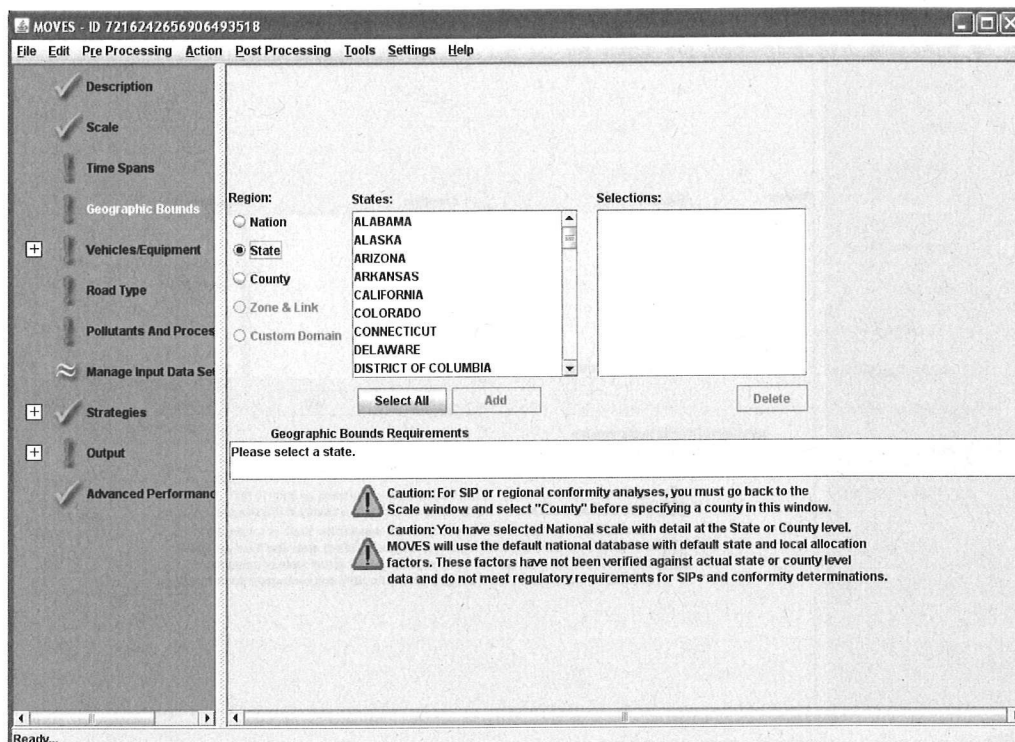 MOVES - ID 7216242656906493518
File Edit Pre Processing Action Post Processing Tools Settings Help
Description
Scale
Time Spans
Geographic Bounds
Vehicles/Equipment
Road Type
Pollutants And Proces
Manage Input Data Set
Strategies
Output
Advanced Performanc
Region:
Nation
State
County
Zone & Link
Custom Domain
States:
ALABAMA
ALASKA
ARIZONA
ARKANSAS
CALIFORNIA
COLORADO
CONNECTICUT
DELAWARE
DISTRICT OF COLUMBIA
Select All Add
Selections:
Delete
Geographic Bounds Requirements
Please select a state.
Caution: For SIP or regional conformity analyses, you must go back to the
Scale window and select "County" before specifying a county in this window.
Caution: You have selected National scale with detail at the State or County level.
MOVES will use the default national database with default state and local allocation
factors. These factors have not been verified against actual state or county level
data and do not meet regulatory requirements for SIPs and conformity determinations.
Ready...